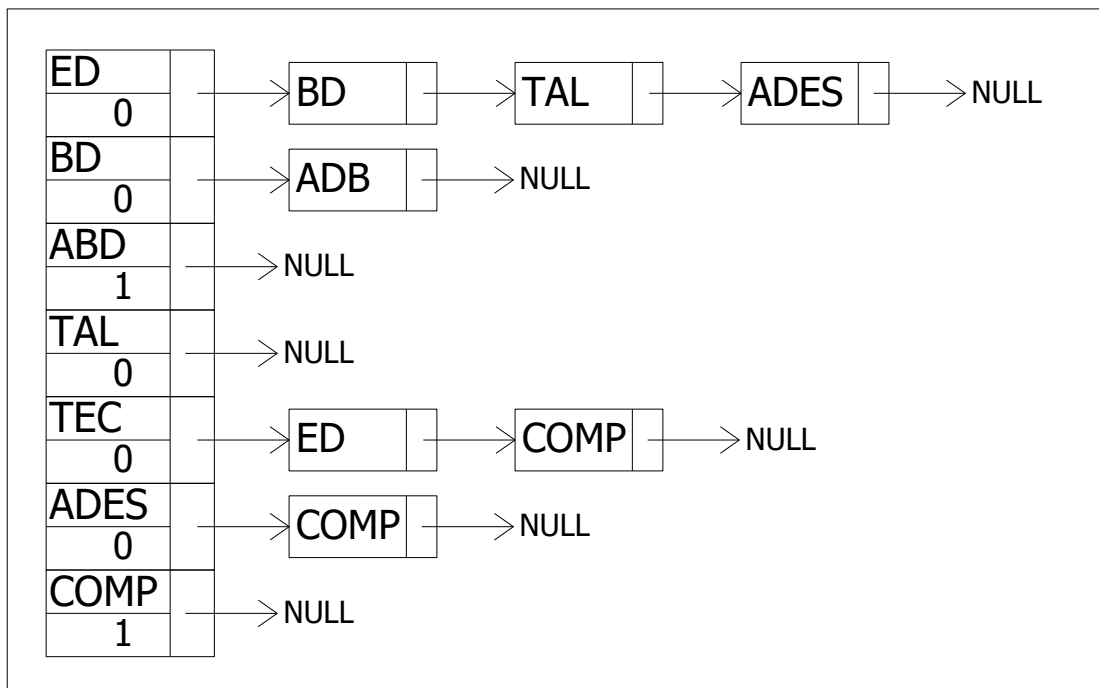 ED
0
BD TAL ADES NULL
BD
0
ADB NULL
ABD
1
NULL
TAL
0
NULL
TEC
0
ED COMP NULL
ADES
0
COMP NULL
COMP
1
NULL